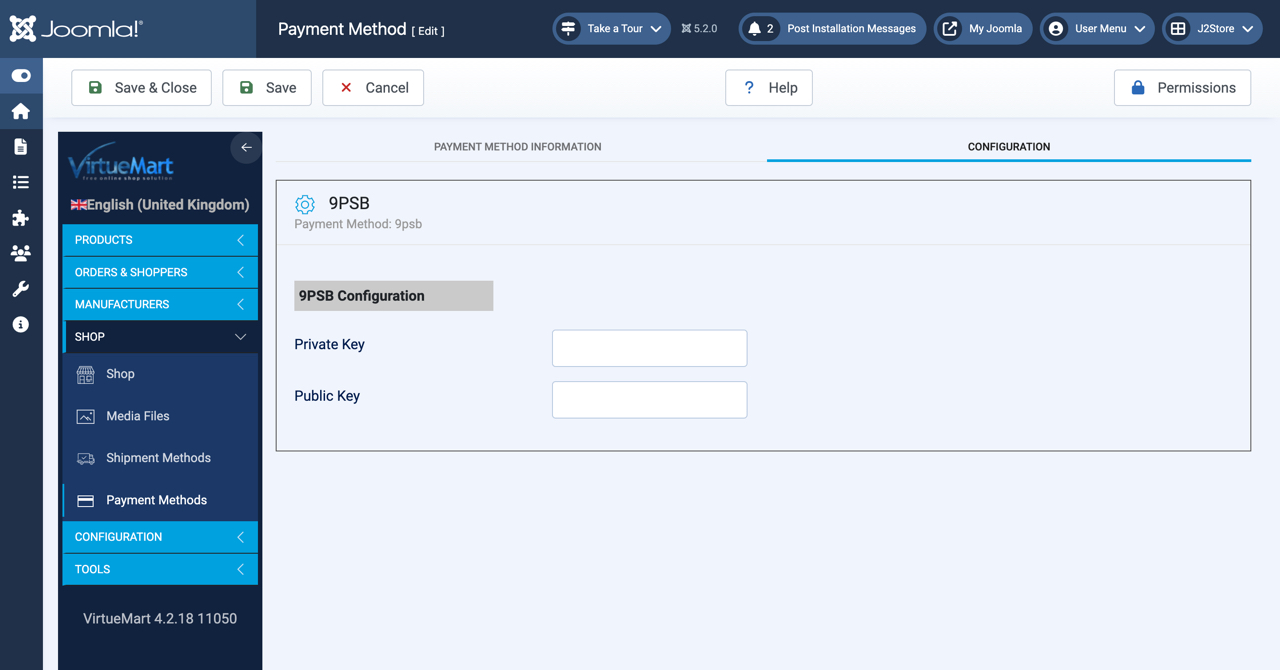 Joomla!®
Payment Method [ Edit ]
Take a Tour
5.2.0
2 Post Installation Messages
My Joomla
User Menu
J2Store
Save & Close
Save
Cancel
? Help
Permissions
VirtueMart
free online shop solution
English (United Kingdom)
PRODUCTS
ORDERS & SHOPPERS
MANUFACTURERS
SHOP
Shop
Media Files
Shipment Methods
Payment Methods
CONFIGURATION
TOOLS
VirtueMart 4.2.18 11050
PAYMENT METHOD INFORMATION
CONFIGURATION
9PSB
Payment Method: 9psb
9PSB Configuration
Private Key
Public Key